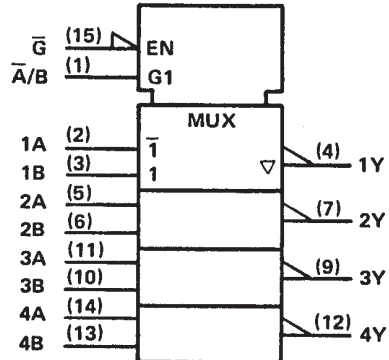 G̅ (15) EN
A̅/B (1) G1
MUX
1A (2) 1̅ (4) 1Y
1B (3) 1 ▽
2A (5) (7) 2Y
2B (6)
3A (11) (9) 3Y
3B (10)
4A (14) (12) 4Y
4B (13)